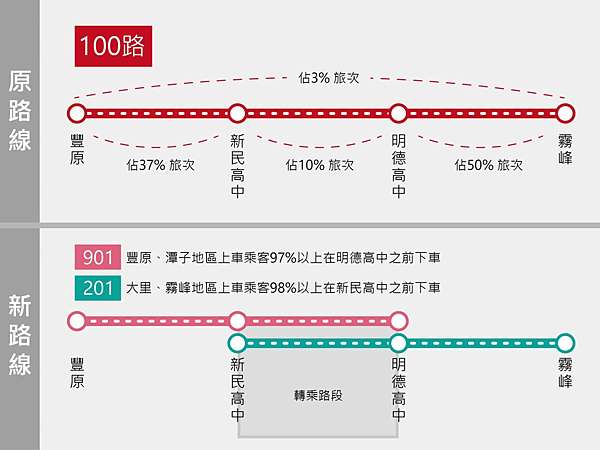 原路線
100路
佔3% 旅次
豐原
新民高中
明德高中
霧峰
佔37% 旅次
佔10% 旅次
佔50% 旅次
新路線
901 豐原、潭子地區上車乘客97%以上在明德高中之前下車
201 大里、霧峰地區上車乘客98%以上在新民高中之前下車
豐原
新民高中
明德高中
霧峰
轉乘路段